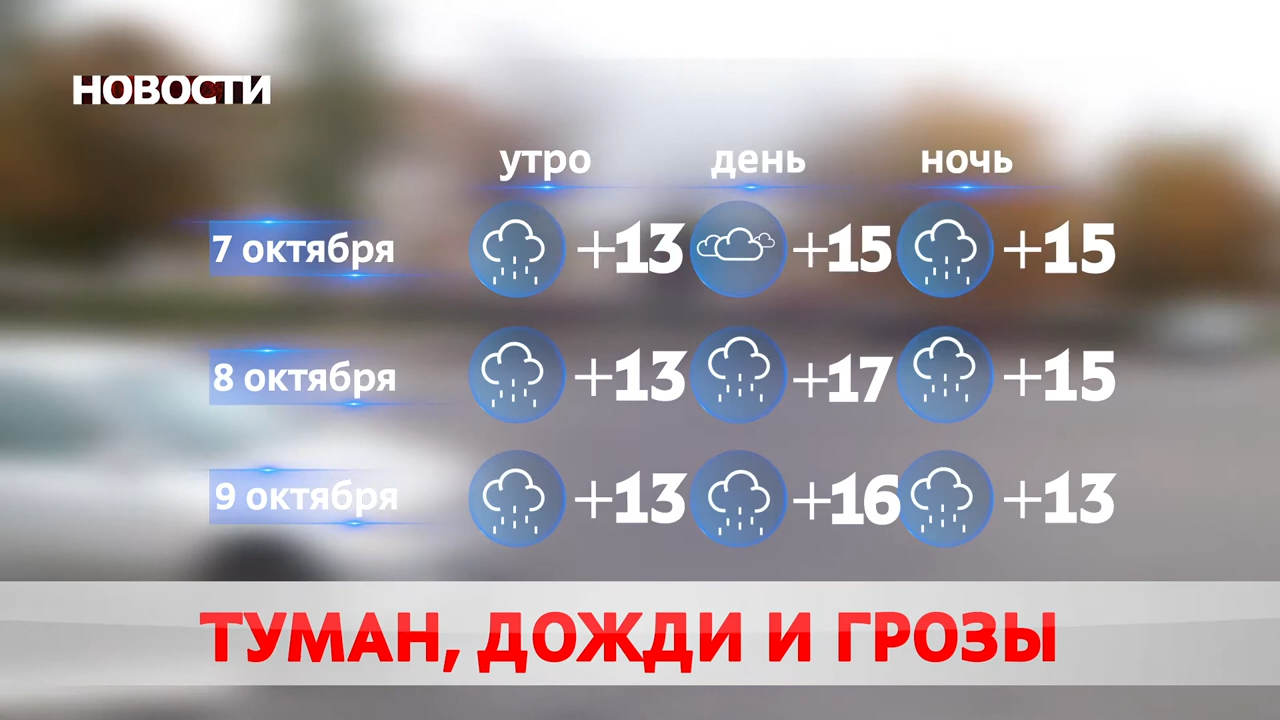 НОВОСТИ
утро день ночь
7 октября +13 +15 +15
8 октября +13 +17 +15
9 октября +13 +16 +13
ТУМАН, ДОЖДИ И ГРОЗЫ